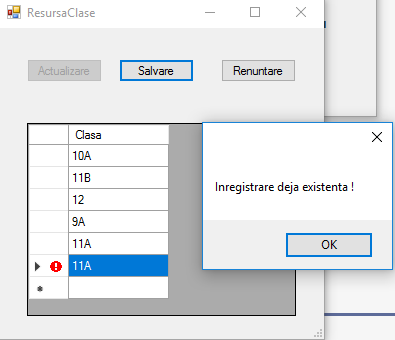 ResursaClase
Actualizare
Salvare
Renuntare
Clasa
10A
11B
12
9A
11A
11A
Inregistrare deja existenta !
OK